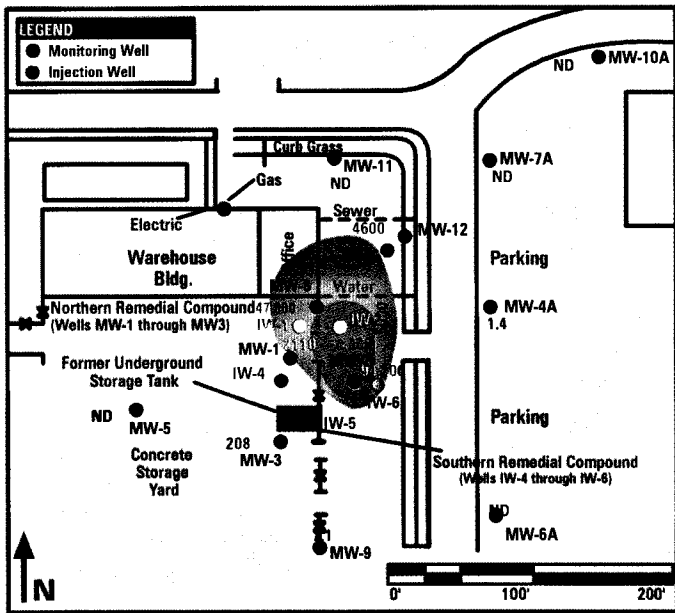 LEGEND
Monitoring Well
Injection Well
ND
MW-10A
Curb Grass
MW-11
ND
MW-7A
ND
Gas
Electric
Sewer
4600
MW-12
Office
Warehouse
Bldg.
Parking
Water
Northern Remedial Compound
(Wells MW-1 through MW3)
MW-4A
1.4
MW-1
Former Underground
Storage Tank
IW-4
IW-6
ND
MW-5
IW-5
Parking
208
MW-3
Concrete
Storage
Yard
Southern Remedial Compound
(Wells IW-4 through IW-6)
ND
MW-6A
1
MW-9
N
0'
100'
200'